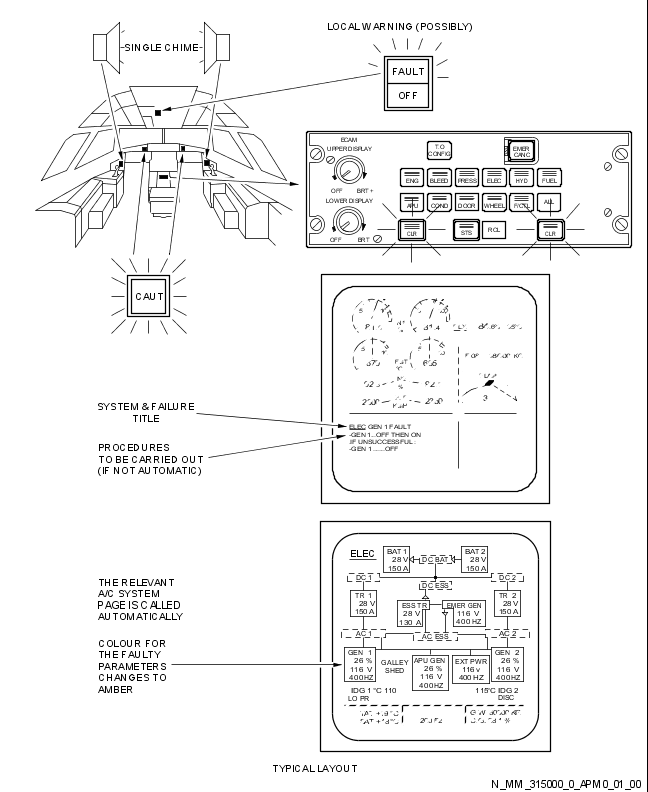 LOCAL WARNING (POSSIBLY)
SINGLE CHIME
FAULT
OFF
ECAM
UPPER DISPLAY
T.O
CONFIG
EMER
CANC
OFF
BRT
ENG
BLEED
PRESS
ELEC
HYD
FUEL
LOWER DISPLAY
APU
COND
DOOR
WHEEL
F/CTL
ALL
OFF
BRT
CLR
STS
RCL
CLR
CAUT
SYSTEM & FAILURE
TITLE
PROCEDURES
TO BE CARRIED OUT
(IF NOT AUTOMATIC)
ELEC GEN 1 FAULT
-GEN 1...OFF THEN ON
.IF UNSUCCESSFUL :
-GEN 1 ......OFF
THE RELEVANT
A/C SYSTEM
PAGE IS CALLED
AUTOMATICALLY
COLOUR FOR
THE FAULTY
PARAMETERS
CHANGES TO
AMBER
ELEC
BAT 1
28 V
150 A
DC BAT
BAT 2
28 V
150 A
DC 1
DC ESS
DC 2
TR 1
28 V
150 A
ESS TR
28 V
130 A
EMER GEN
116 V
400 HZ
TR 2
28 V
150 A
AC 1
AC ESS
AC 2
GEN 1
26 %
116 V
400HZ
GALLEY
SHED
APU GEN
26 %
116 V
400HZ
EXT PWR
116 v
400 HZ
GEN 2
26 %
116 V
400HZ
IDG 1 °C 110
LO PR
115°C IDG 2
DISC
TYPICAL LAYOUT
N_MM_315000_0_APM0_01_00